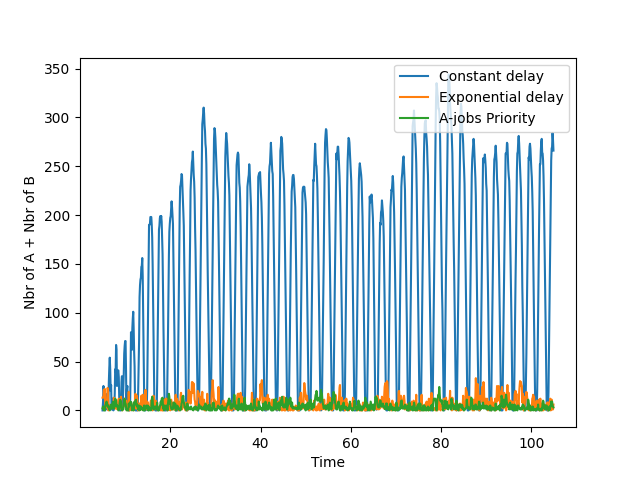 Constant delay
Exponential delay
A-jobs Priority
350
300
250
200
150
100
50
0
Nbr of A + Nbr of B
20 40 60 80 100
Time